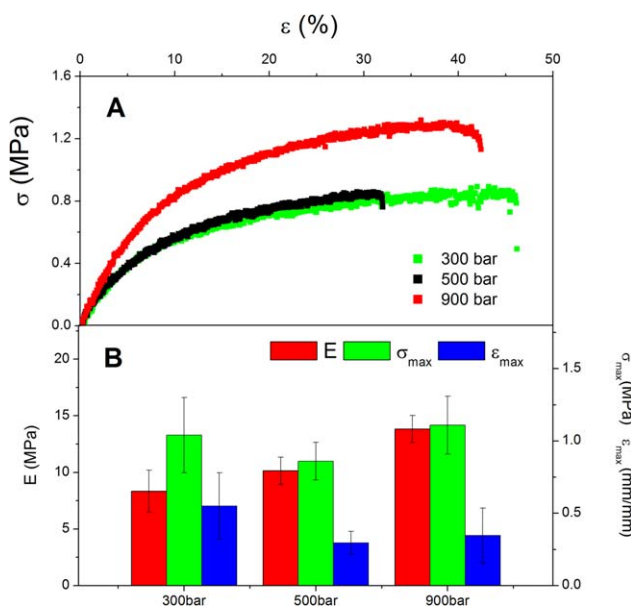 ε (%)
0 10 20 30 40 50
A
σ (MPa)
1.6
1.2
0.8
0.4
0.0
300 bar
500 bar
900 bar
B
E σmax εmax
E (MPa)
20
15
10
5
0
1.5
1.0
0.5
0.0
σmax(MPa) εmax (mm/mm)
300bar 500bar 900bar